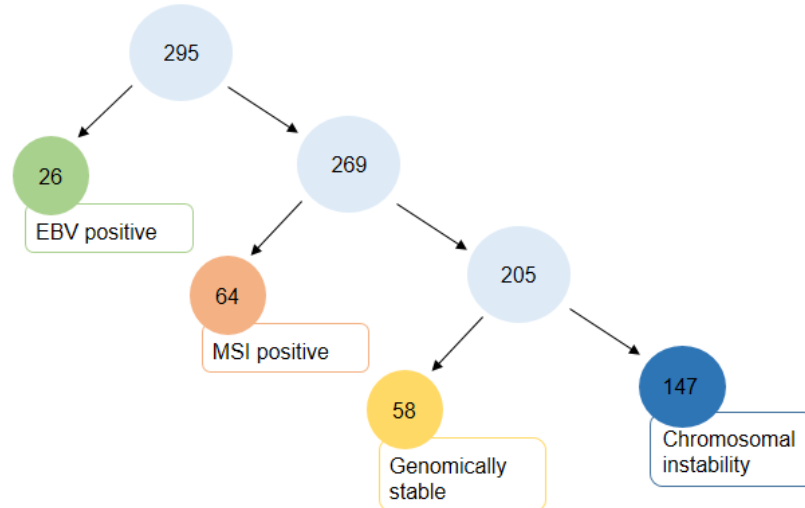 295
26
EBV positive
269
64
MSI positive
205
58
Genomically
stable
147
Chromosomal
instability